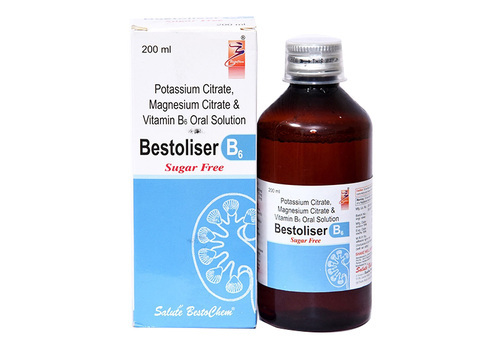 200 ml
Potassium Citrate,
Magnesium Citrate &
Vitamin B6 Oral Solution
Bestoliser B6
Sugar Free
Salute BestoChem
200 ml
Potassium Citrate,
Magnesium Citrate &
Vitamin B6 Oral Solution
Bestoliser B6
Sugar Free